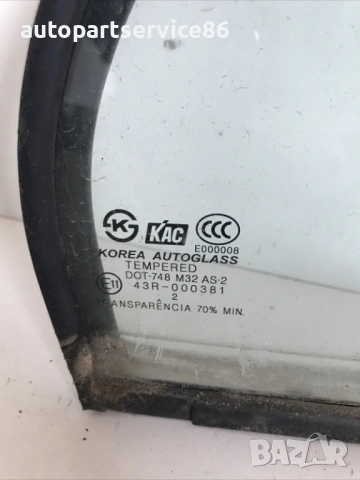 autopartservice86
KAC CCC
E000008
KOREA AUTOGLASS
TEMPERED
DOT-748 M32 AS-2
E11 43R-000381
2
TRANSPARÊNCIA 70% MIN.
BAZAR